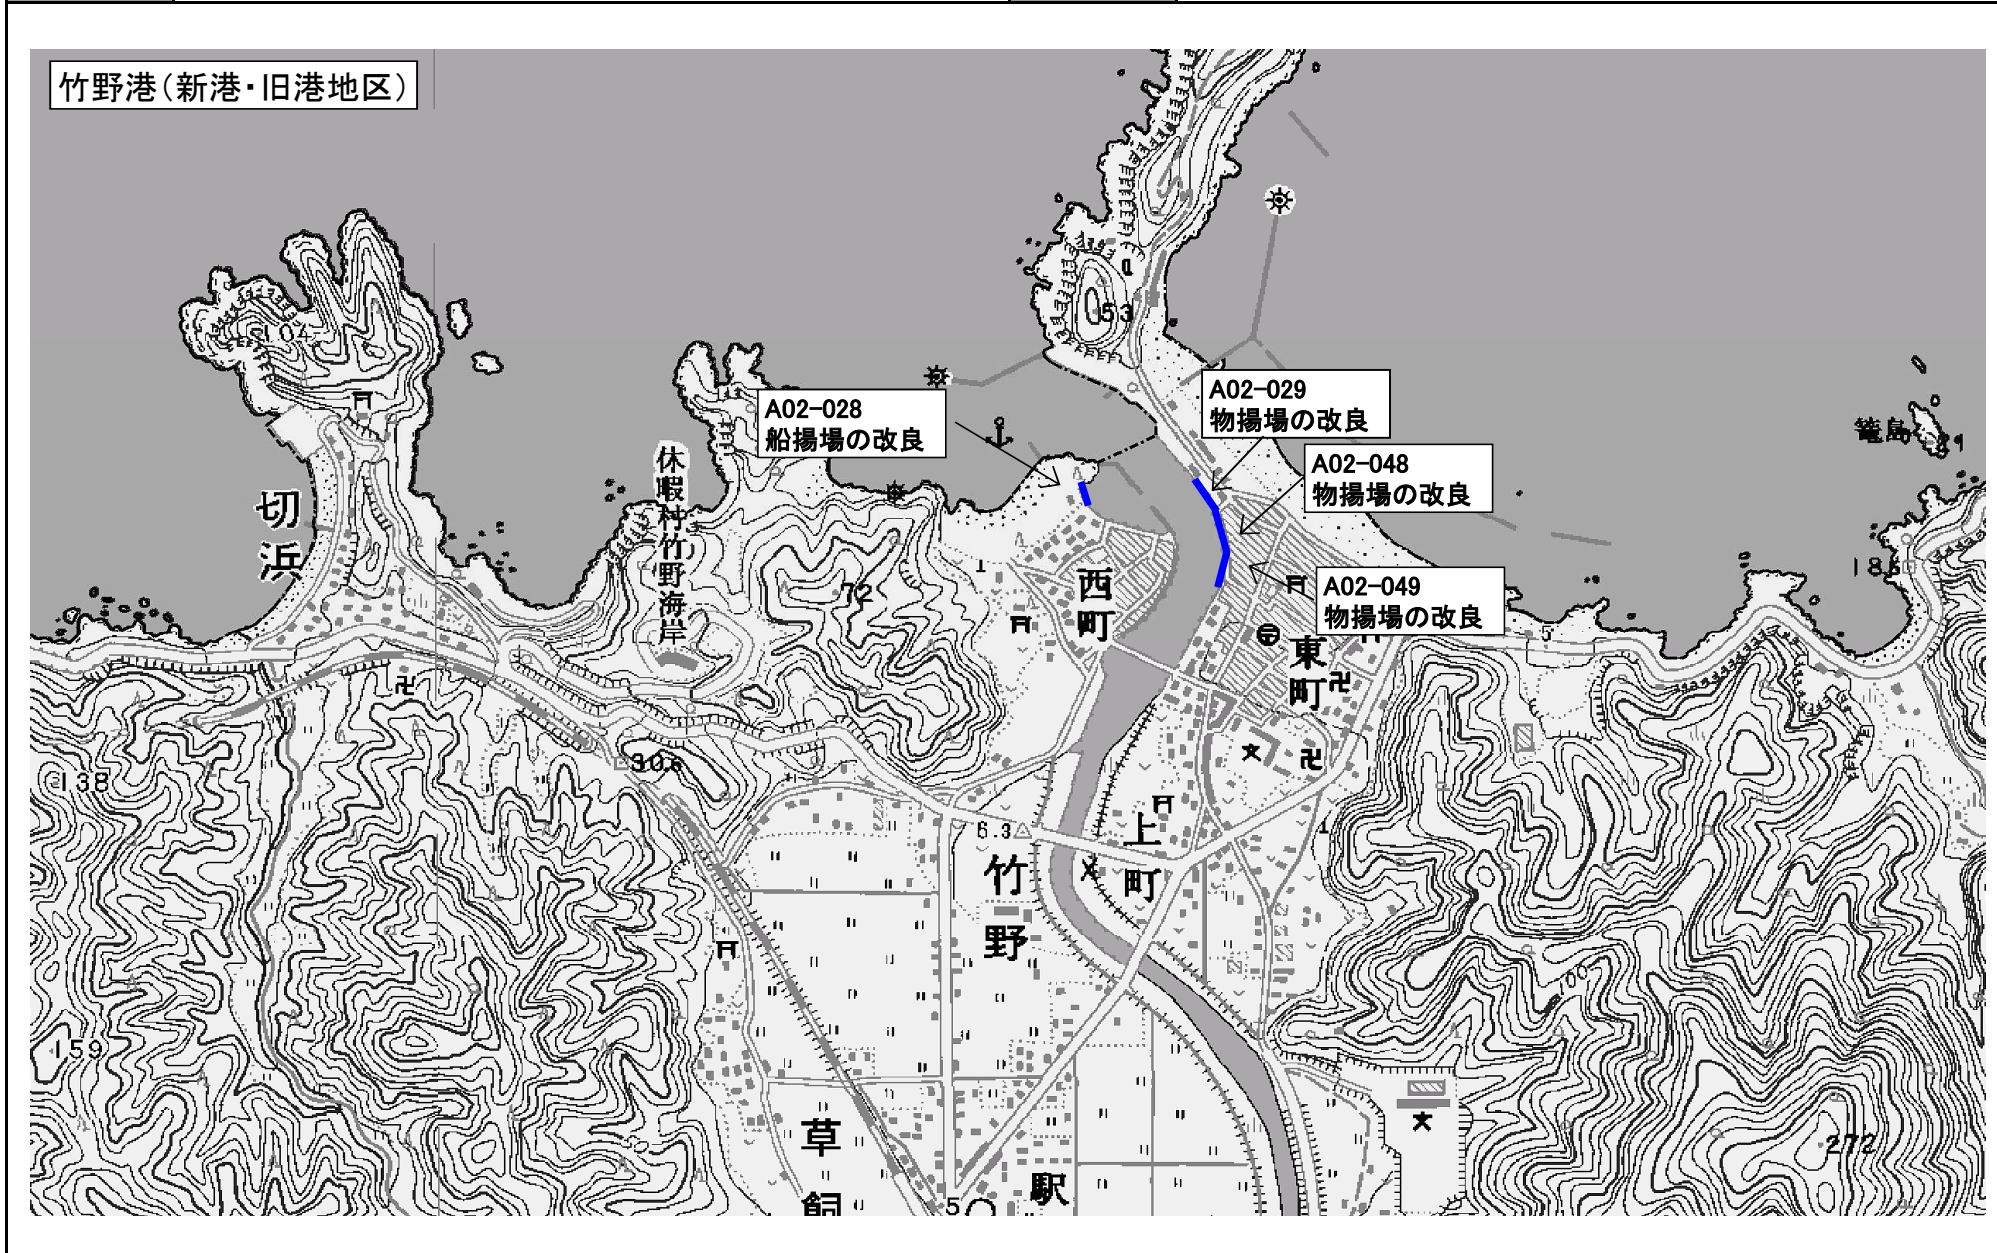 竹野港（新港・旧港地区）
53
104
A02-029
物揚場の改良
A02-028
船揚場の改良
A02-048
物揚場の改良
切浜
休暇村竹野海岸
72
西町
A02-049
物揚場の改良
東町
30.6
138
6.3
上町
竹野
159
草飼
272
駅
5